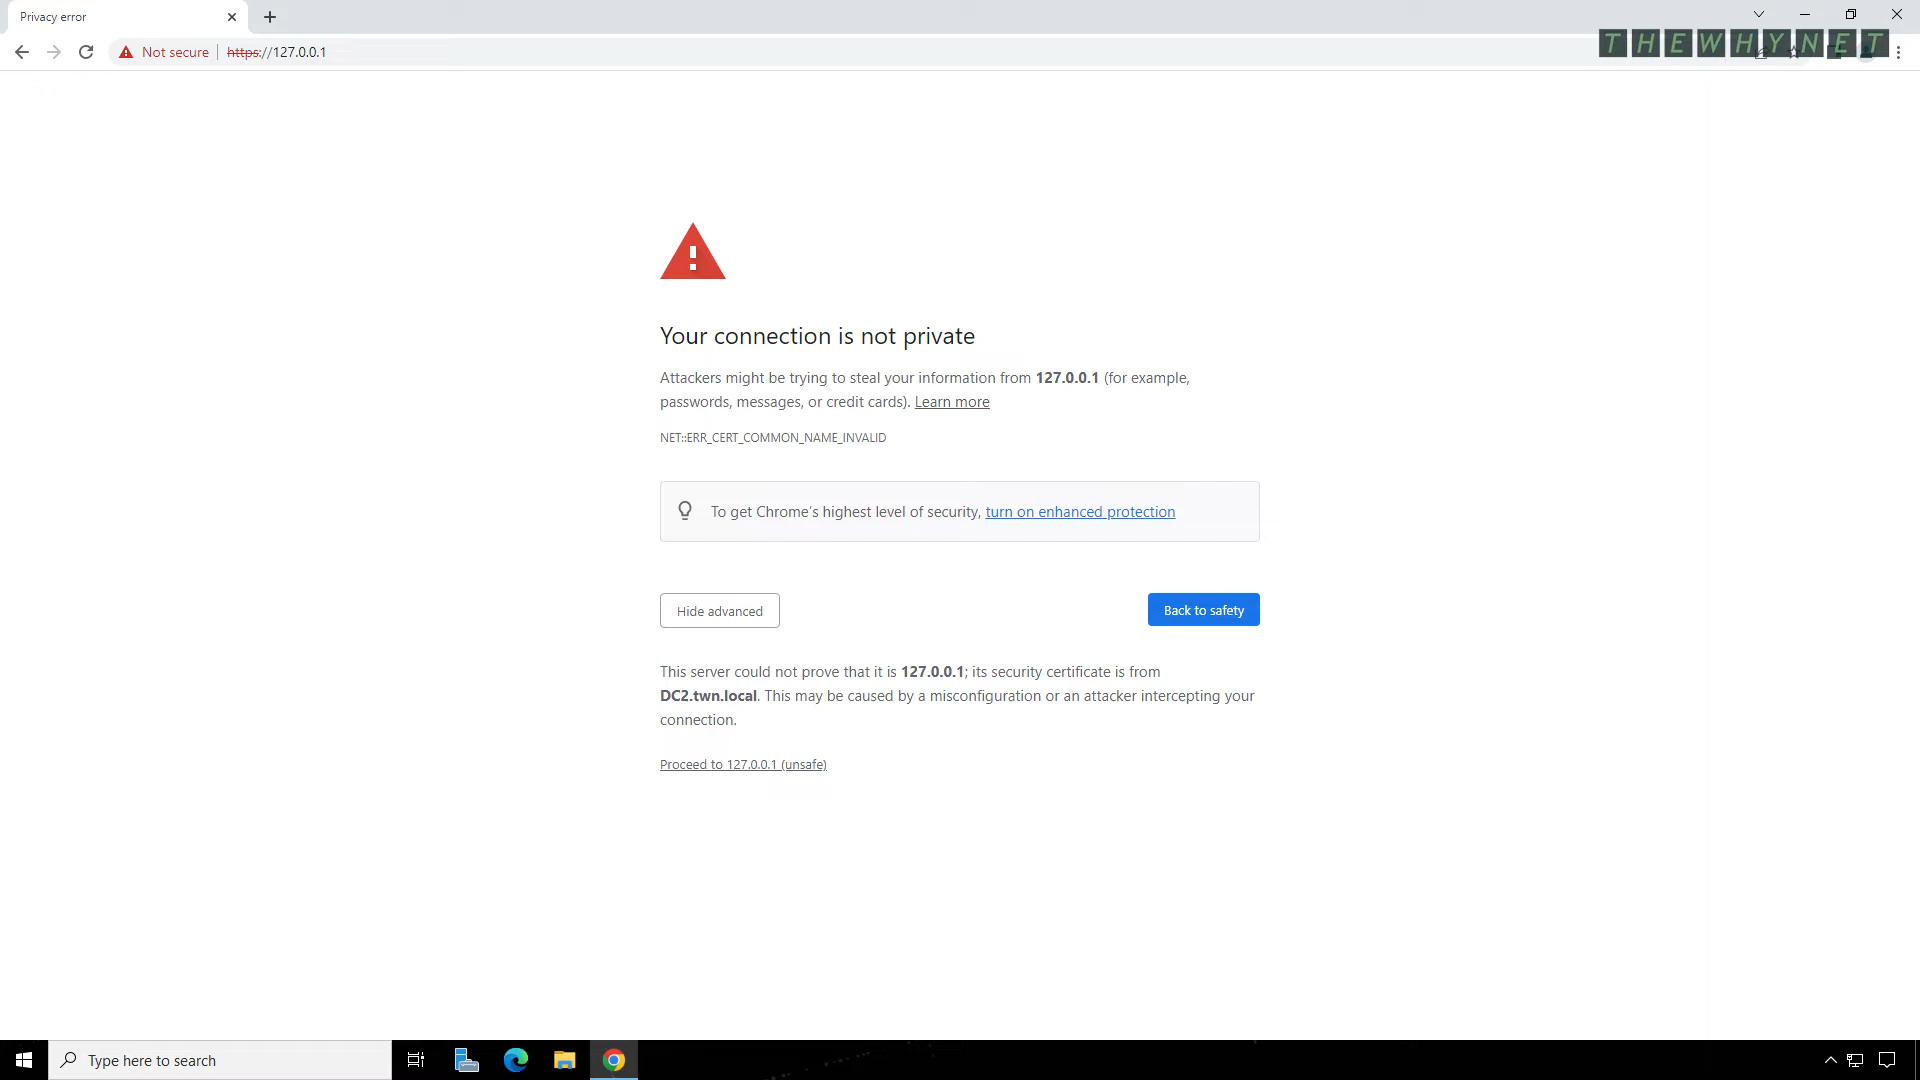 Privacy error
THEWHYNET
Not secure
https://127.0.0.1
Your connection is not private
Attackers might be trying to steal your information from 127.0.0.1 (for example,
passwords, messages, or credit cards). Learn more
NET::ERR_CERT_COMMON_NAME_INVALID
To get Chrome's highest level of security, turn on enhanced protection
Hide advanced
Back to safety
This server could not prove that it is 127.0.0.1; its security certificate is from
DC2.twn.local. This may be caused by a misconfiguration or an attacker intercepting your
connection.
Proceed to 127.0.0.1 (unsafe)
Type here to search